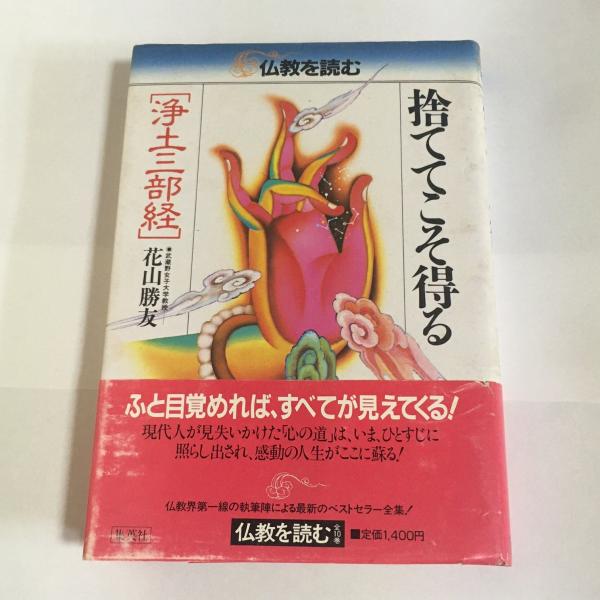 仏教を読む
捨ててこそ得る
[浄土三部経]
●武蔵野女子大学教授
花山勝友
ふと目覚めれば、すべてが見えてくる!
現代人が見失いかけた「心の道」は、いま、ひとすじに
照らし出され、感動の人生がここに蘇る!
仏教界第一線の執筆陣による最新のベストセラー全集!
集英社
仏教を読む 全10巻
■定価1,400円